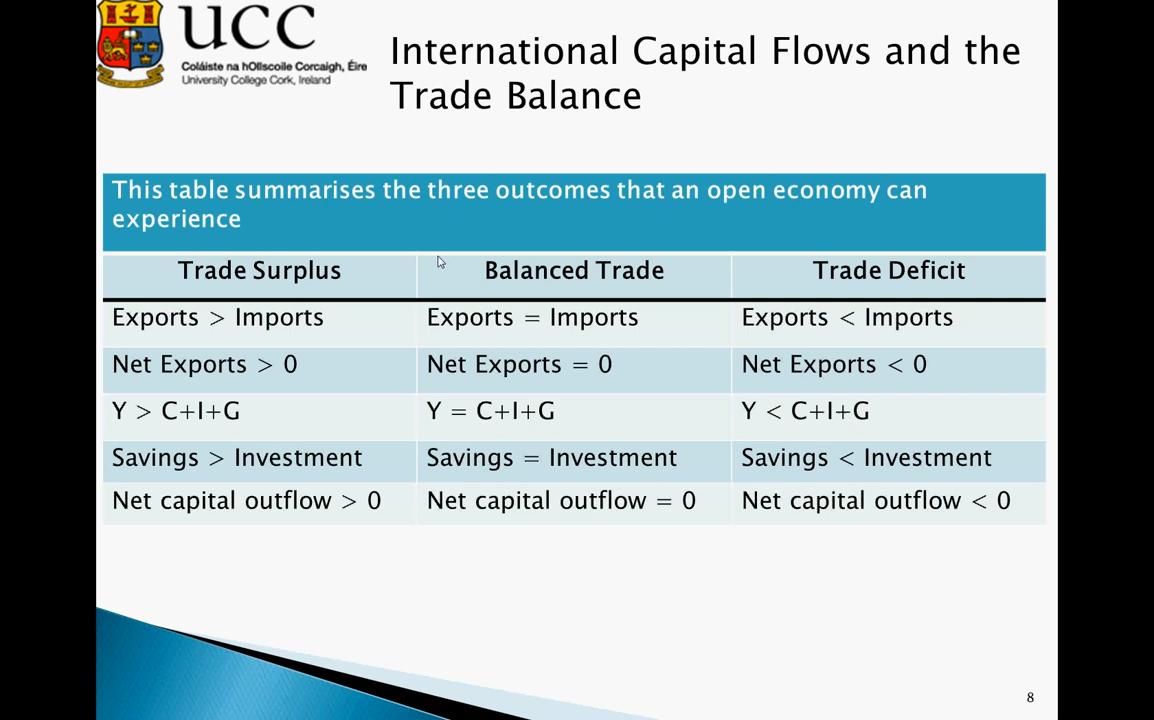 UCC
Coláiste na hOllscoile Corcaigh, Éire
University College Cork, Ireland
International Capital Flows and the
Trade Balance
This table summarises the three outcomes that an open economy can
experience
Trade Surplus Balanced Trade Trade Deficit
Exports > Imports Exports = Imports Exports < Imports
Net Exports > 0 Net Exports = 0 Net Exports < 0
Y > C+I+G Y = C+I+G Y < C+I+G
Savings > Investment Savings = Investment Savings < Investment
Net capital outflow > 0 Net capital outflow = 0 Net capital outflow < 0
8